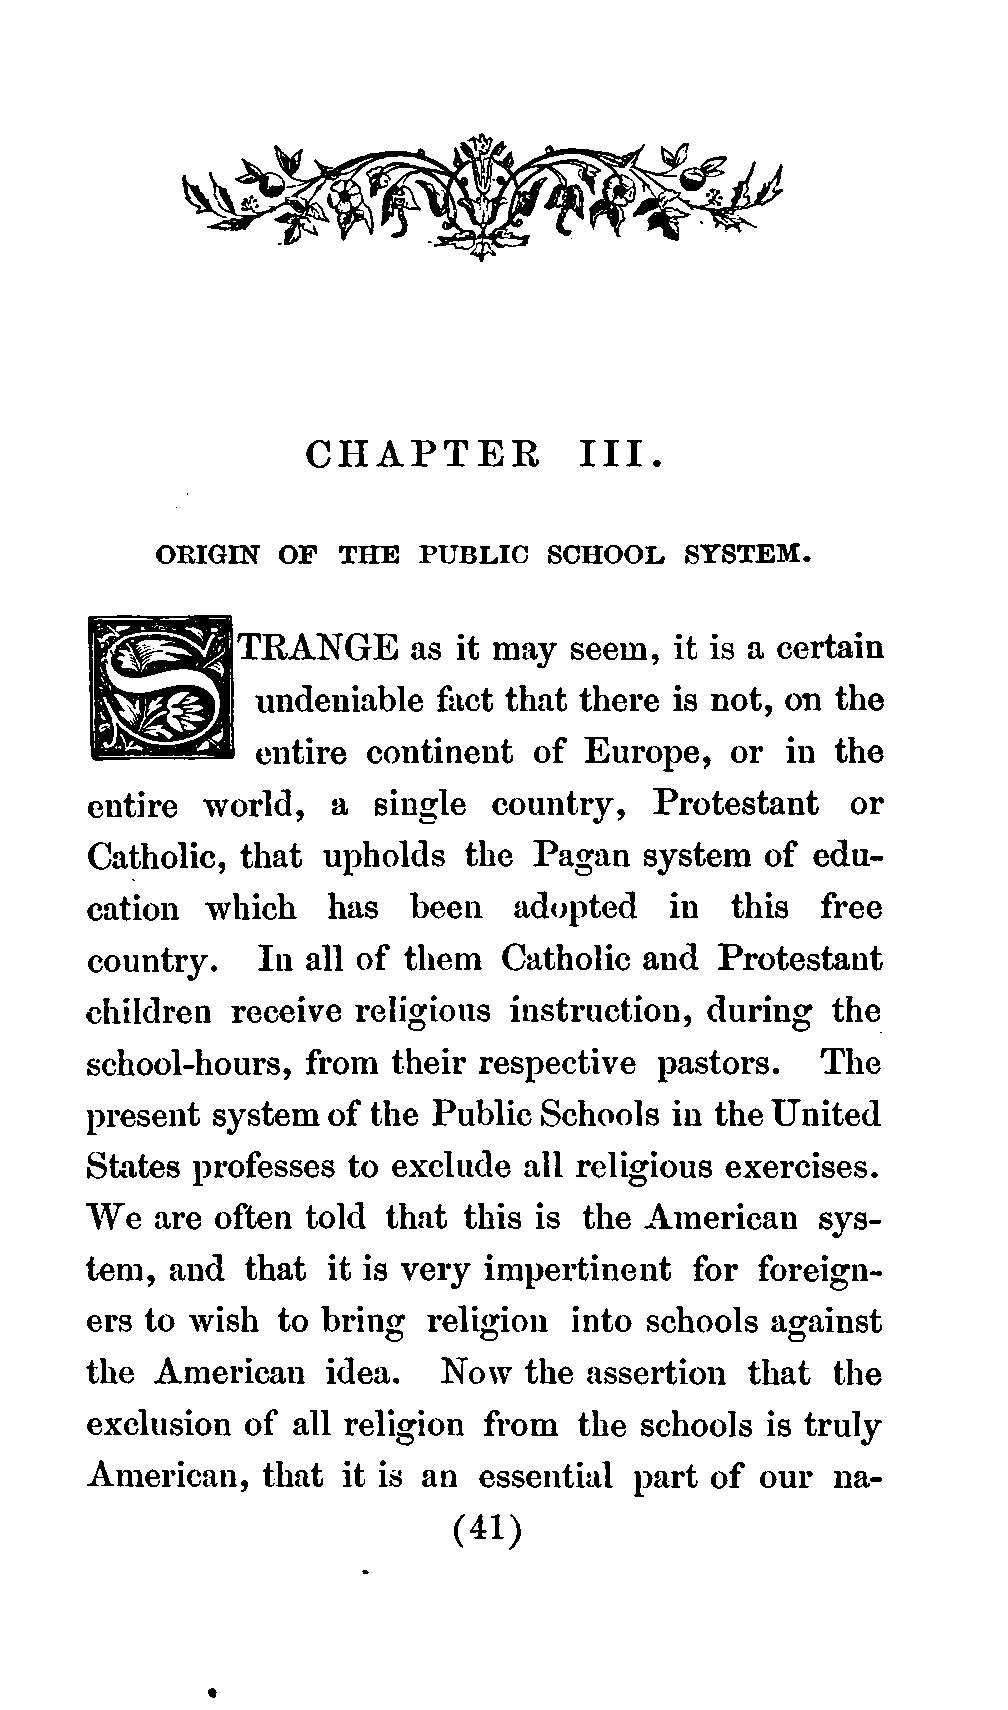 CHAPTER III.
ORIGIN OF THE PUBLIC SCHOOL SYSTEM.
STRANGE as it may seem, it is a certain
undeniable fact that there is not, on the
entire continent of Europe, or in the
entire world, a single country, Protestant or
Catholic, that upholds the Pagan system of edu-
cation which has been adopted in this free
country. In all of them Catholic and Protestant
children receive religious instruction, during the
school-hours, from their respective pastors. The
present system of the Public Schools in the United
States professes to exclude all religious exercises.
We are often told that this is the American sys-
tem, and that it is very impertinent for foreign-
ers to wish to bring religion into schools against
the American idea. Now the assertion that the
exclusion of all religion from the schools is truly
American, that it is an essential part of our na-
(41)